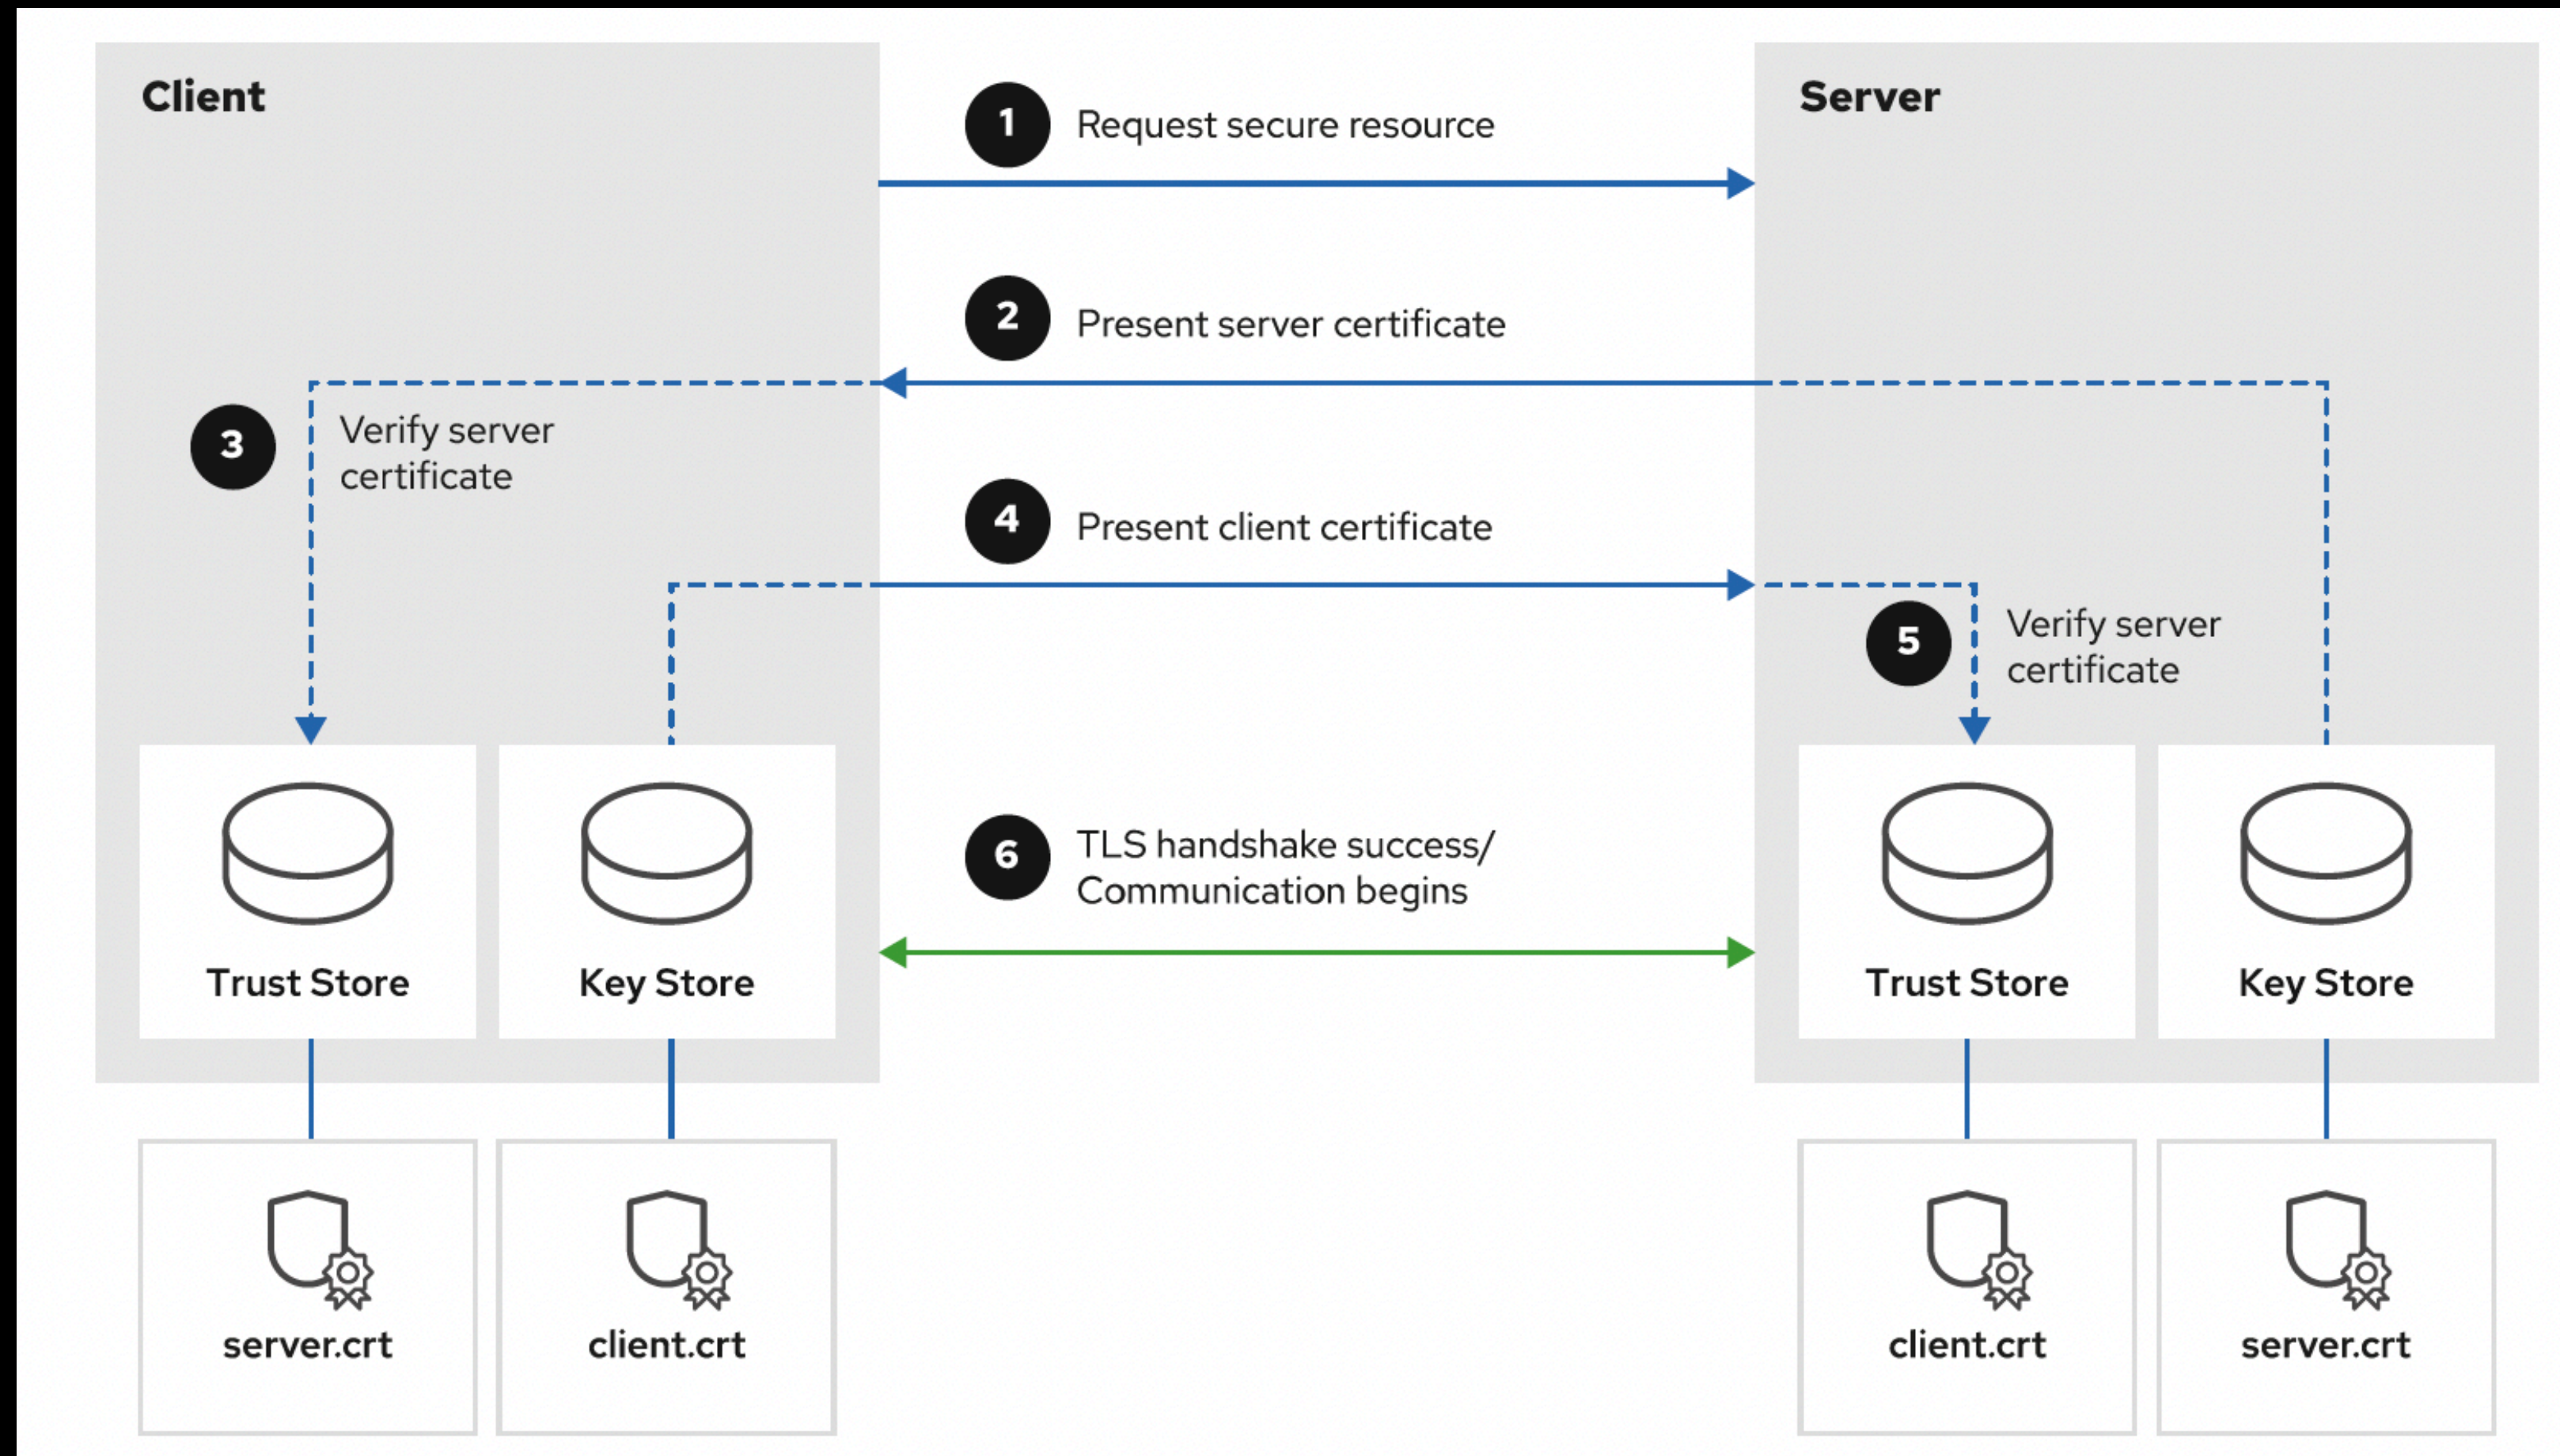 Client
Server
1
Request secure resource
2
Present server certificate
3
Verify server
certificate
4
Present client certificate
5
Verify server
certificate
6
TLS handshake success/
Communication begins
Trust Store
Key Store
Trust Store
Key Store
server.crt
client.crt
client.crt
server.crt